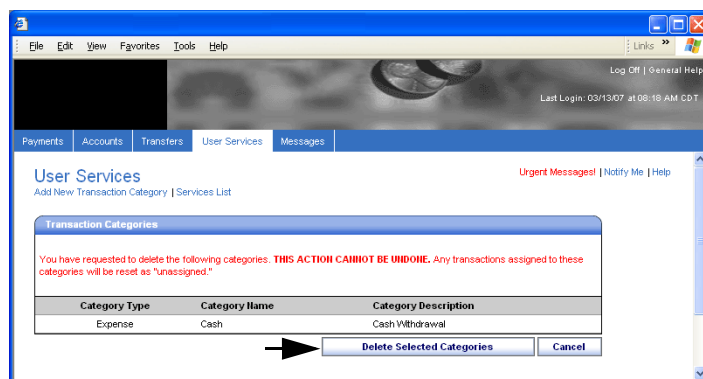 File Edit View Favorites Tools Help Links »
Log Off | General Help
Last Login: 03/13/07 at 08:18 AM CDT
Payments Accounts Transfers User Services Messages
User Services Urgent Messages! | Notify Me | Help
Add New Transaction Category | Services List
Transaction Categories
You have requested to delete the following categories. THIS ACTION CANNOT BE UNDONE. Any transactions assigned to these
categories will be reset as "unassigned."
Category Type Category Name Category Description
Expense Cash Cash Withdrawal
Delete Selected Categories Cancel